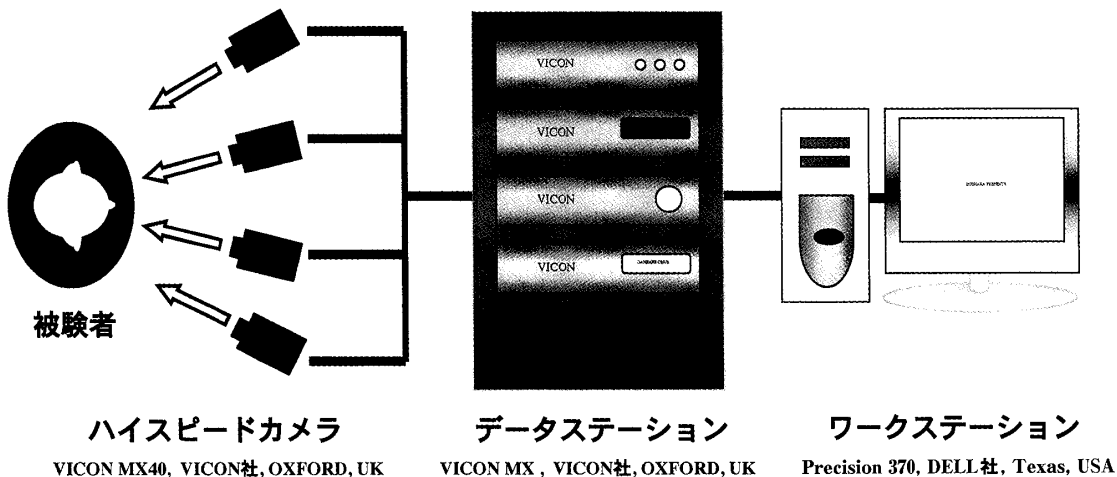 VICON
VICON
VICON
VICON
被験者
ハイスピードカメラ
データステーション
ワークステーション
VICON MX40, VICON社, OXFORD, UK
VICON MX , VICON社, OXFORD, UK
Precision 370, DELL社, Texas, USA